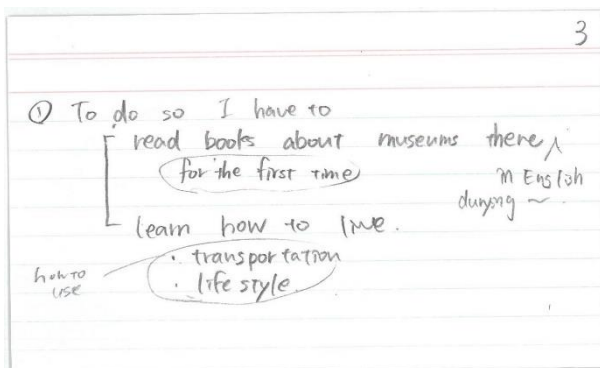 3
① To do so I have to
read books about museums there
for the first time
in English
during ~
learn how to live.
· transportation
· life style
how to
use